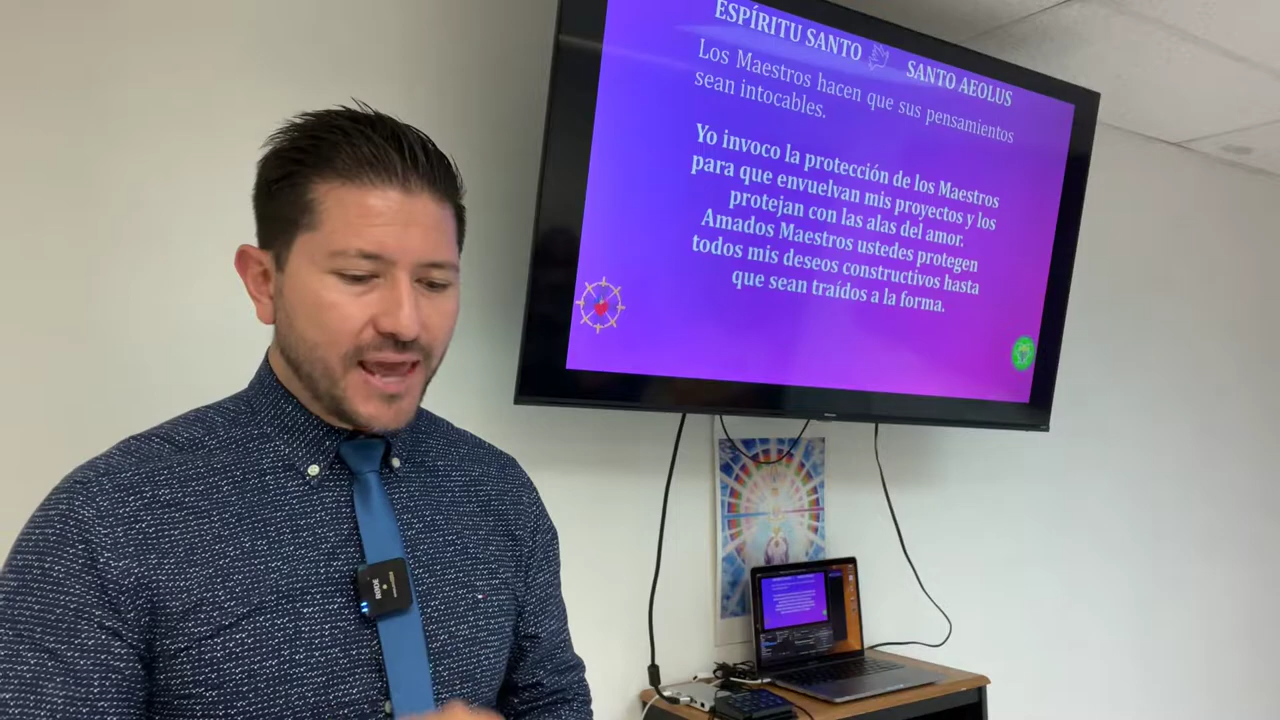 ESPÍRITU SANTO SANTO AEOLUS
Los Maestros hacen que sus pensamientos
sean intocables.
Yo invoco la protección de los Maestros
para que envuelvan mis proyectos y los
protejan con las alas del amor.
Amados Maestros ustedes protegen
todos mis deseos constructivos hasta
que sean traídos a la forma.
RØDE